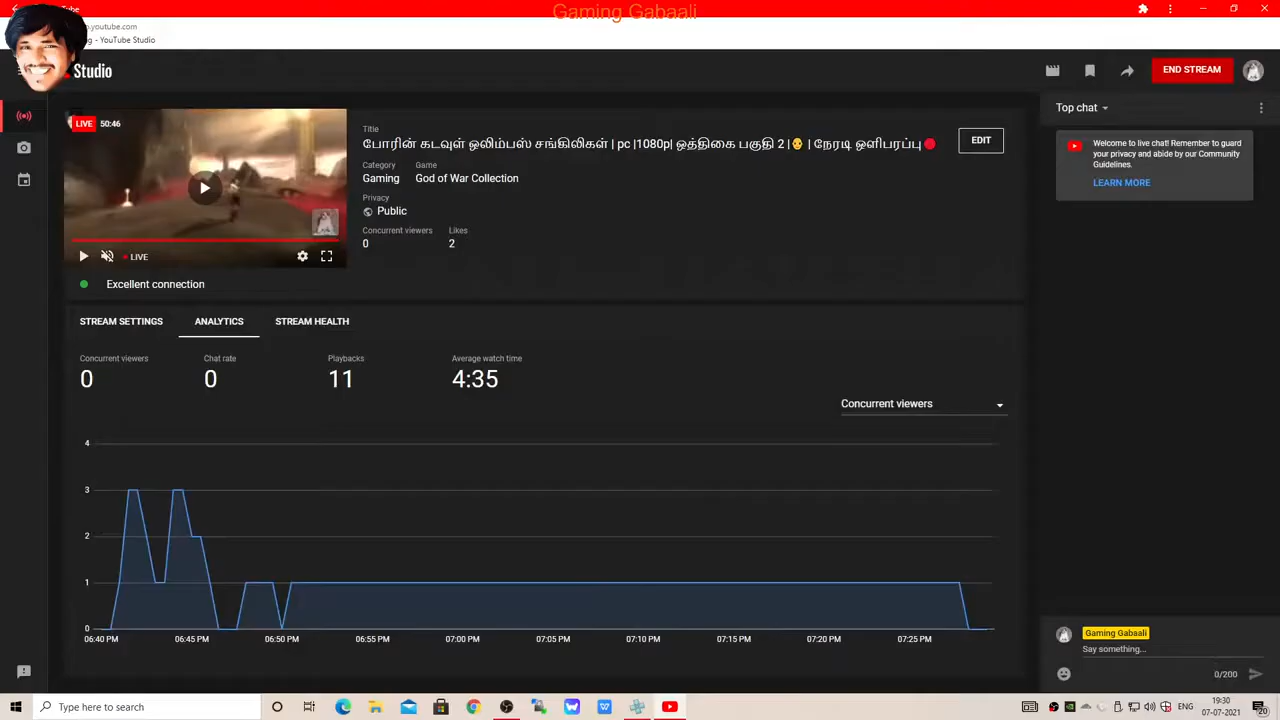 Gaming Gabaali
.youtube.com
- YouTube Studio
Studio
END STREAM
LIVE 50:46
Title
போரின் கடவுள் ஒலிம்பஸ் சங்கிலிகள் | pc |1080p| ஒத்திகை பகுதி 2 |👨‍🦲 | நேரடி ஒளிபரப்பு 🔴
EDIT
Category Game
Gaming God of War Collection
Privacy
Public
Concurrent viewers Likes
0 2
LIVE
Excellent connection
Top chat
Welcome to live chat! Remember to guard
your privacy and abide by our Community
Guidelines.
LEARN MORE
STREAM SETTINGS ANALYTICS STREAM HEALTH
Concurrent viewers Chat rate Playbacks Average watch time
0 0 11 4:35
Concurrent viewers
4
3
2
1
0
06:40 PM 06:45 PM 06:50 PM 06:55 PM 07:00 PM 07:05 PM 07:10 PM 07:15 PM 07:20 PM 07:25 PM
Gaming Gabaali
Say something...
0/200
Type here to search
ENG
19:30
07-07-2021
20